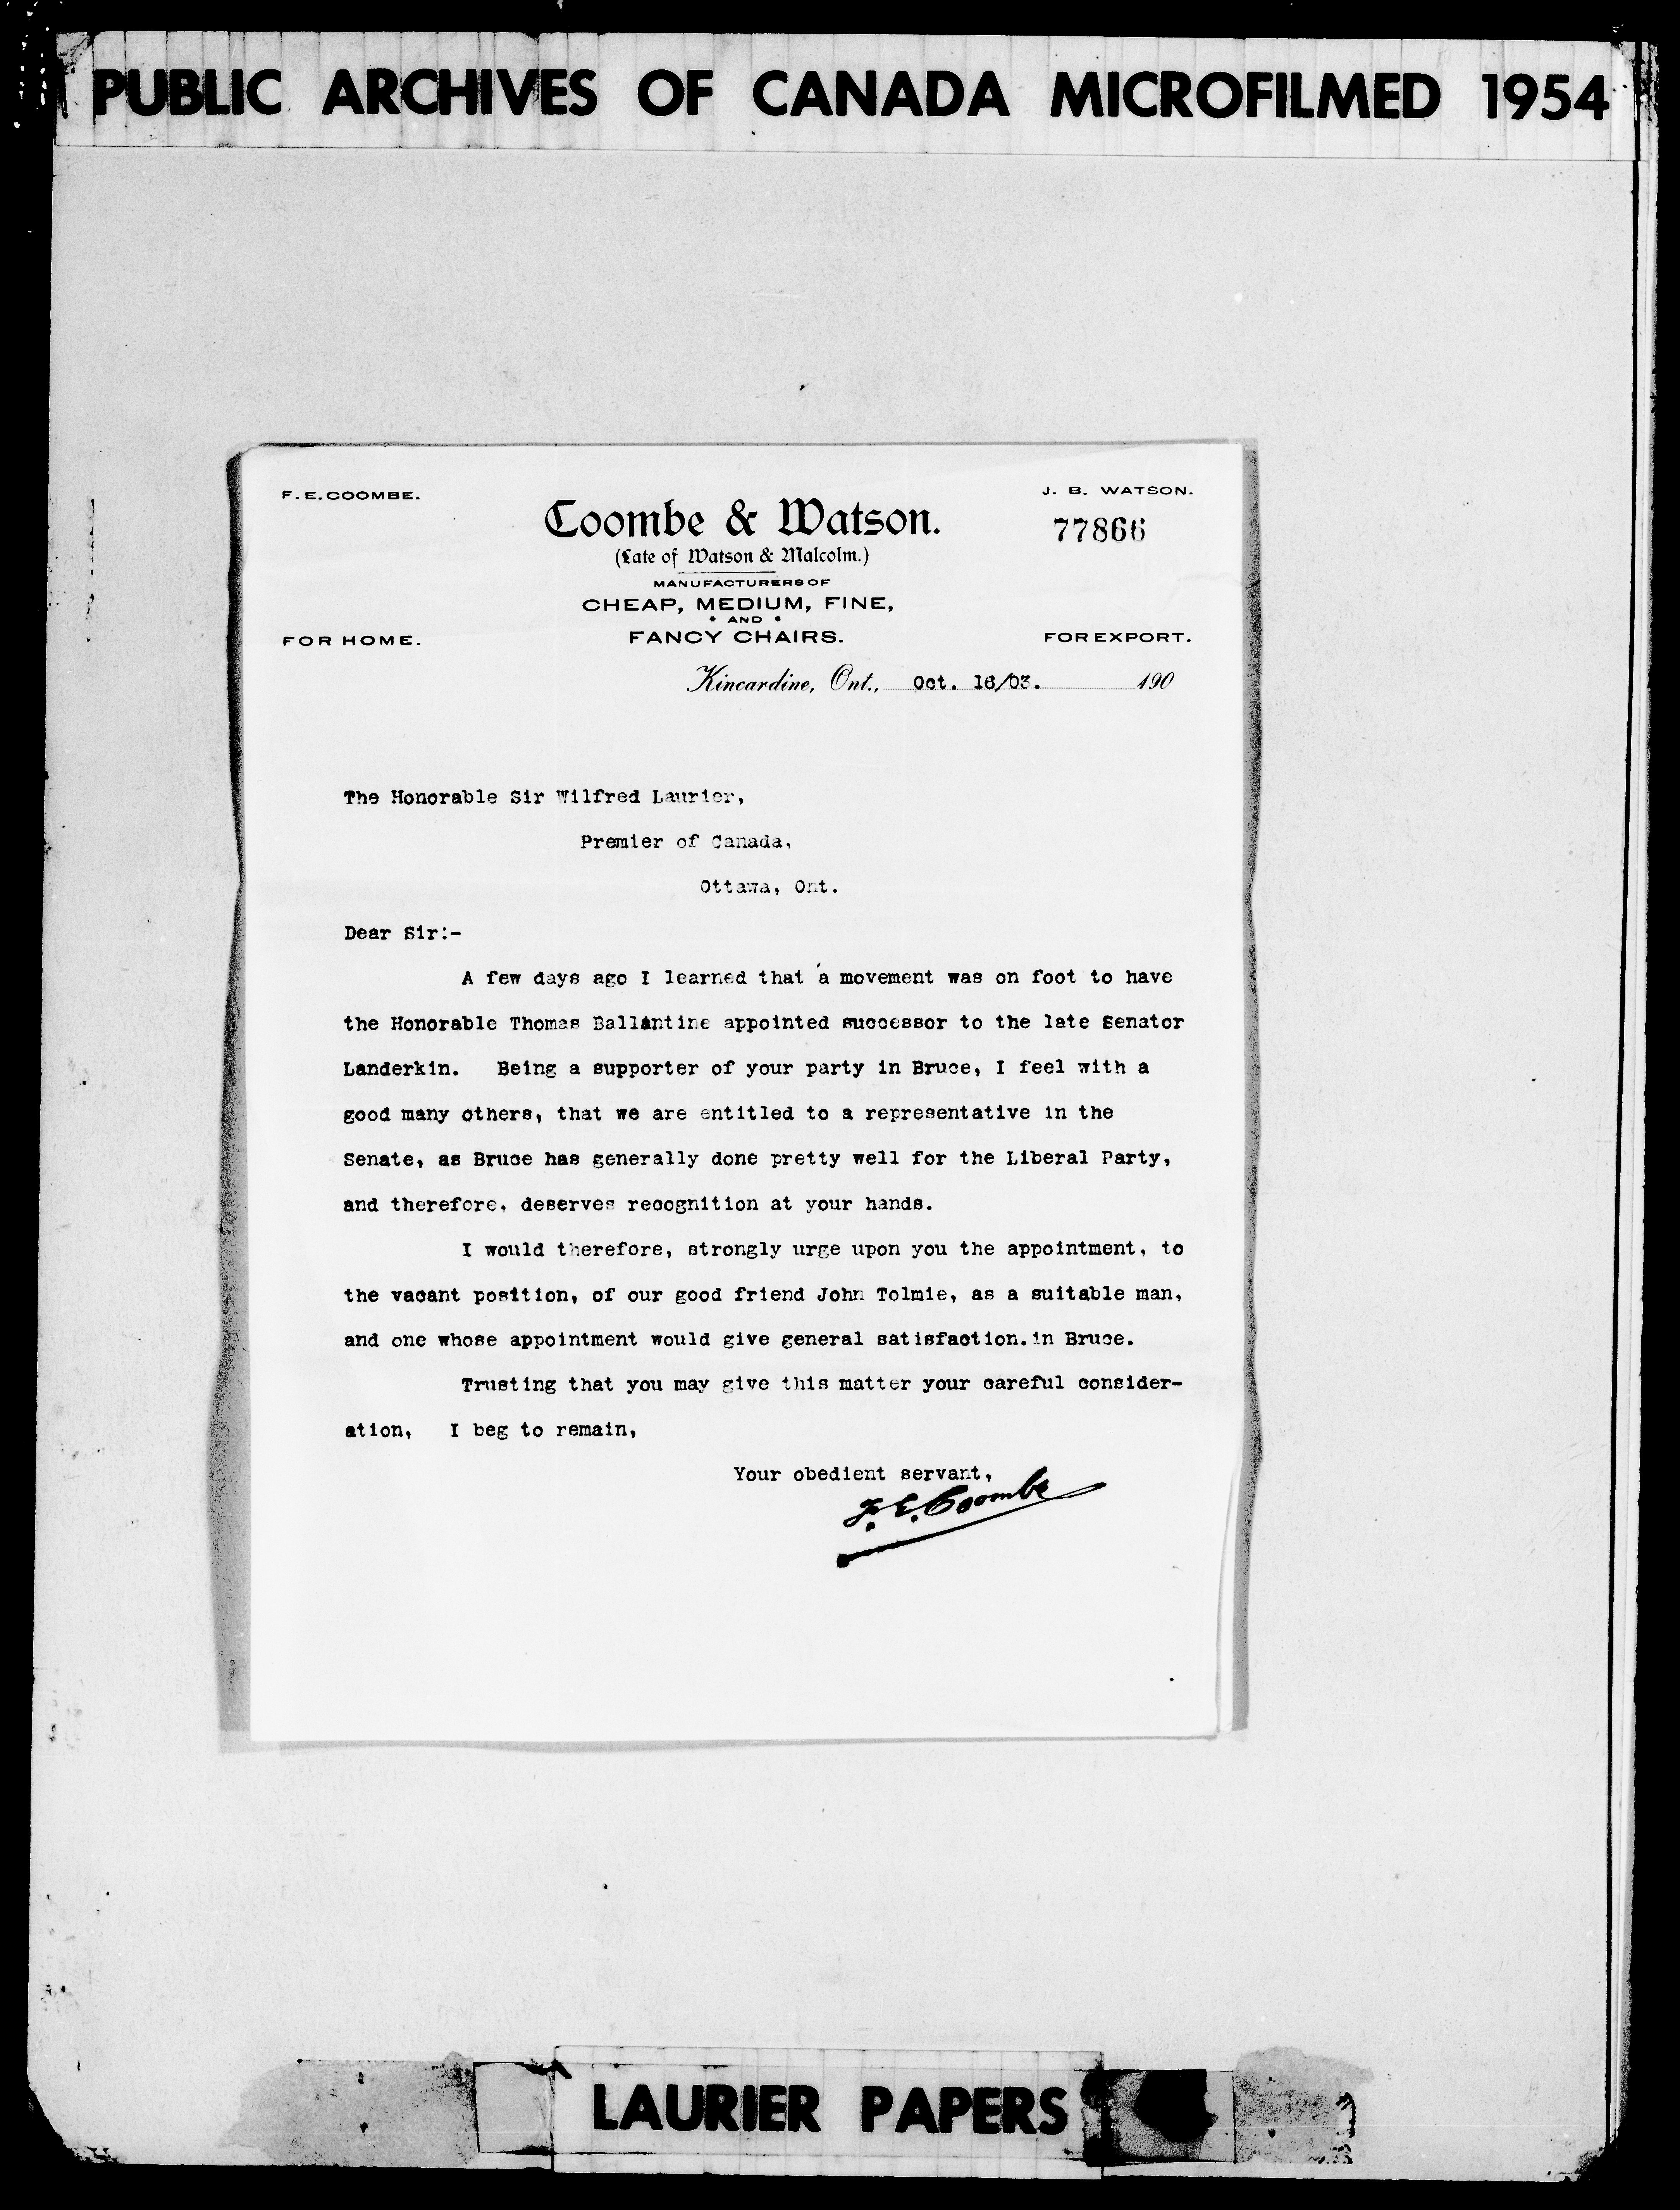 PUBLIC ARCHIVES OF CANADA MICROFILMED 1954
F. E. COOMBE.
J. B. WATSON.
Coombe & Watson.
77866
(Late of Watson & Malcolm.)
MANUFACTURERS OF
CHEAP, MEDIUM, FINE,
• AND •
FOR HOME.
FANCY CHAIRS.
FOR EXPORT.
Kincardine, Ont., Oct. 16/03. 190
The Honorable Sir Wilfred Laurier,
Premier of Canada,
Ottawa, Ont.
Dear Sir:-
A few days ago I learned that a movement was on foot to have
the Honorable Thomas Ballantine appointed successor to the late Senator
Landerkin. Being a supporter of your party in Bruce, I feel with a
good many others, that we are entitled to a representative in the
Senate, as Bruce has generally done pretty well for the Liberal Party,
and therefore, deserves recognition at your hands.
I would therefore, strongly urge upon you the appointment, to
the vacant position, of our good friend John Tolmie, as a suitable man,
and one whose appointment would give general satisfaction.in Bruce.
Trusting that you may give this matter your careful consider-
ation, I beg to remain,
Your obedient servant,
F. E. Coombe
LAURIER PAPERS